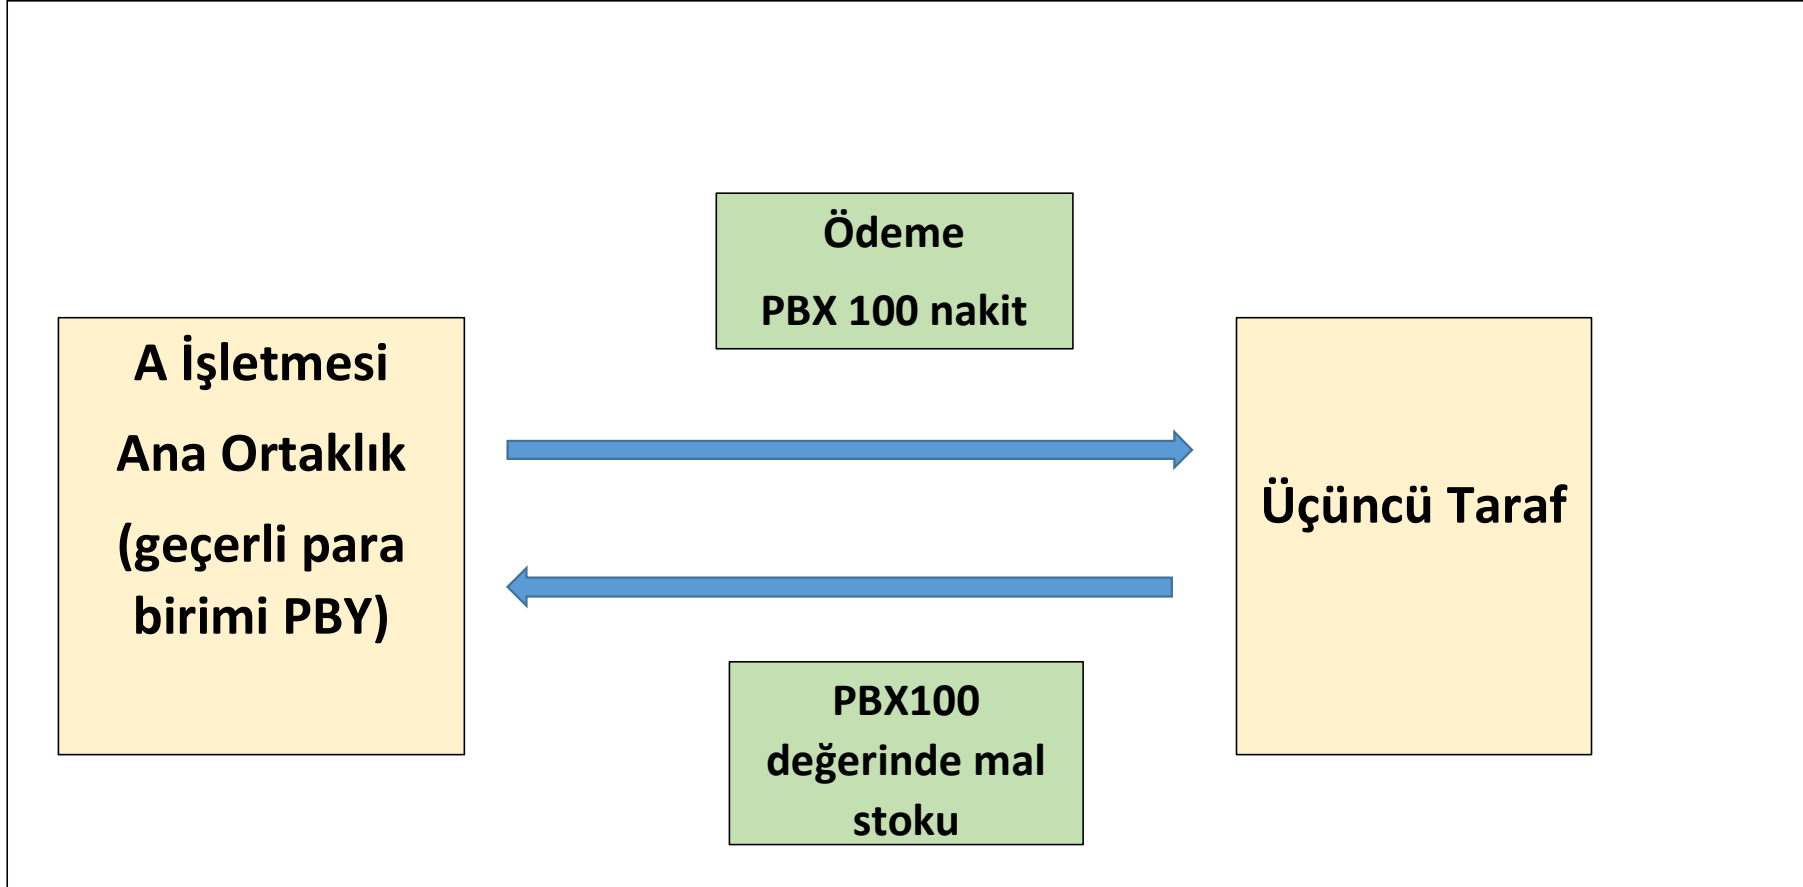 Ödeme
PBX 100 nakit
A İşletmesi
Ana Ortaklık
(geçerli para
birimi PBY)
Üçüncü Taraf
PBX100
değerinde mal
stoku